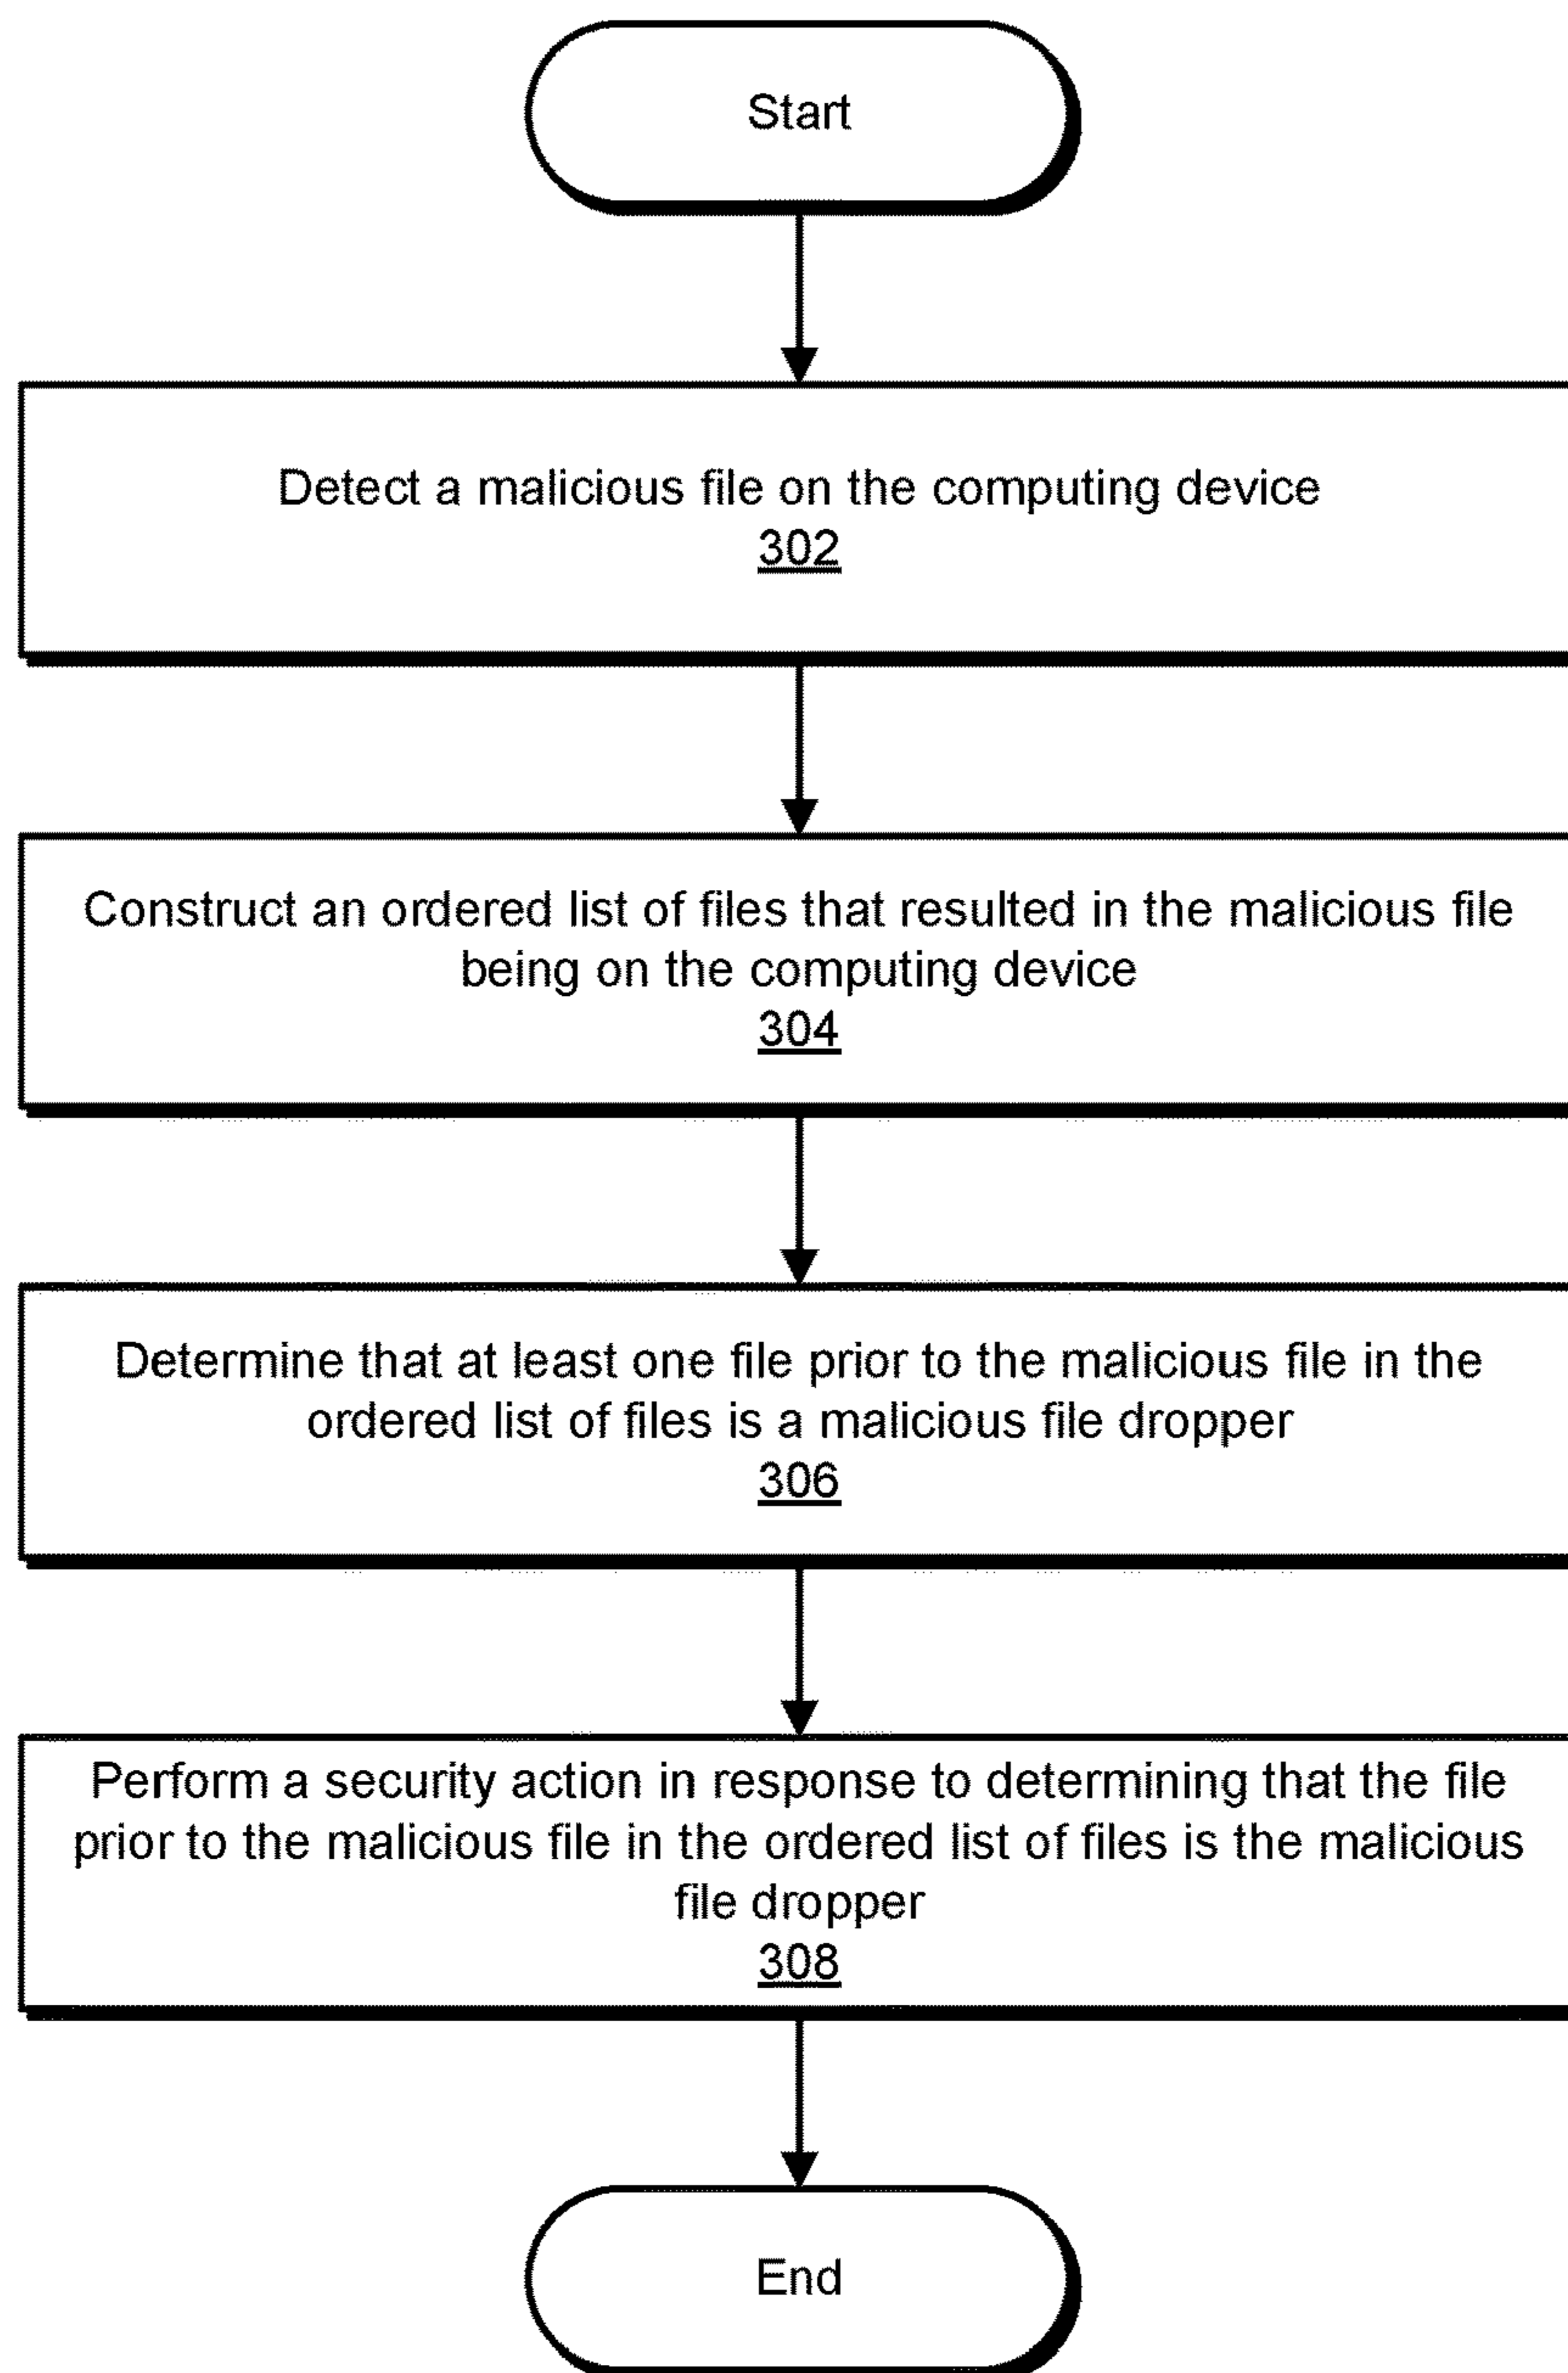 Start
Detect a malicious file on the computing device
302
Construct an ordered list of files that resulted in the malicious file
being on the computing device
304
Determine that at least one file prior to the malicious file in the
ordered list of files is a malicious file dropper
306
Perform a security action in response to determining that the file
prior to the malicious file in the ordered list of files is the malicious
file dropper
308
End